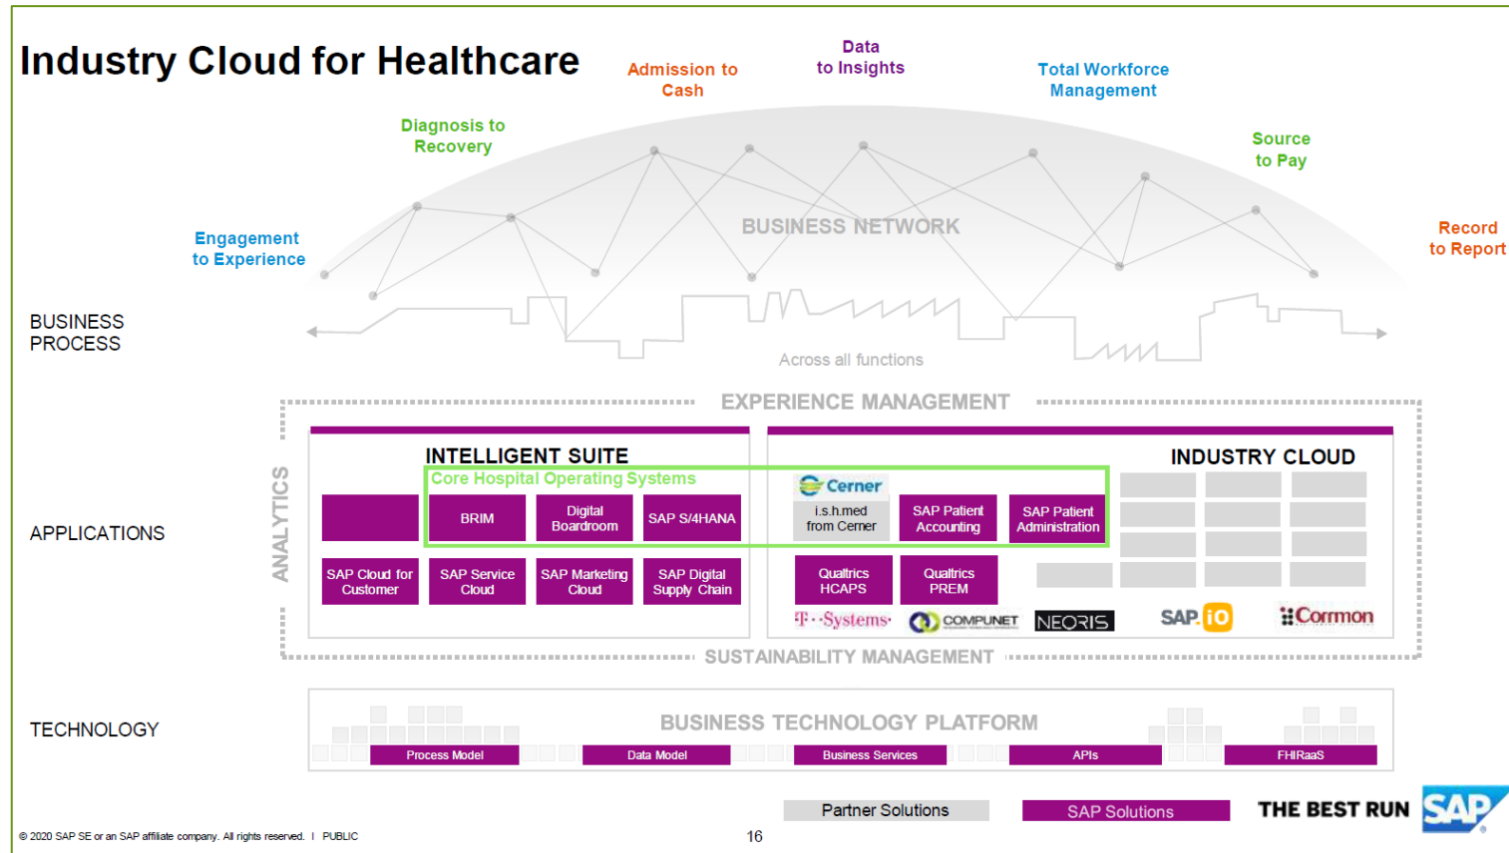 Industry Cloud for Healthcare
Data
to Insights
Admission to
Cash
Total Workforce
Management
Diagnosis to
Recovery
Source
to Pay
Engagement
to Experience
Record
to Report
BUSINESS NETWORK
BUSINESS
PROCESS
Across all functions
EXPERIENCE MANAGEMENT
ANALYTICS
APPLICATIONS
INTELLIGENT SUITE
Core Hospital Operating Systems
BRIM
Digital
Boardroom
SAP S/4HANA
SAP Cloud for
Customer
SAP Service
Cloud
SAP Marketing
Cloud
SAP Digital
Supply Chain
INDUSTRY CLOUD
Cerner
i.s.h.med
from Cerner
SAP Patient
Accounting
SAP Patient
Administration
Qualtrics
HCAPS
Qualtrics
PREM
T··Systems·
COMPUNET
NEORIS
SAP.iO
Corrmon
SUSTAINABILITY MANAGEMENT
TECHNOLOGY
BUSINESS TECHNOLOGY PLATFORM
Process Model
Data Model
Business Services
APIs
FHIRaaS
Partner Solutions
SAP Solutions
THE BEST RUN SAP
© 2020 SAP SE or an SAP affiliate company. All rights reserved. I PUBLIC
16